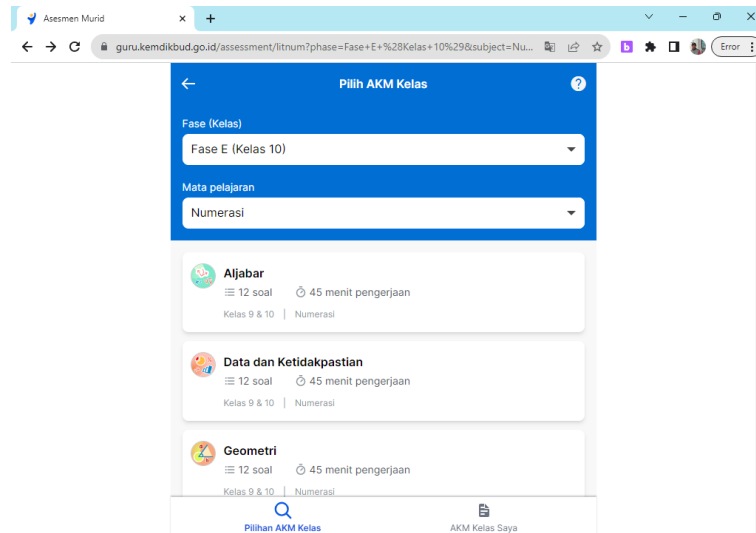 Asesmen Murid
guru.kemdikbud.go.id/assessment/litnum?phase=Fase+E+%28Kelas+10%29&subject=Nu...
Error
Pilih AKM Kelas
Fase (Kelas)
Fase E (Kelas 10)
Mata pelajaran
Numerasi
Aljabar
12 soal 45 menit pengerjaan
Kelas 9 & 10 | Numerasi
Data dan Ketidakpastian
12 soal 45 menit pengerjaan
Kelas 9 & 10 | Numerasi
Geometri
12 soal 45 menit pengerjaan
Kelas 9 & 10 | Numerasi
Pilihan AKM Kelas AKM Kelas Saya